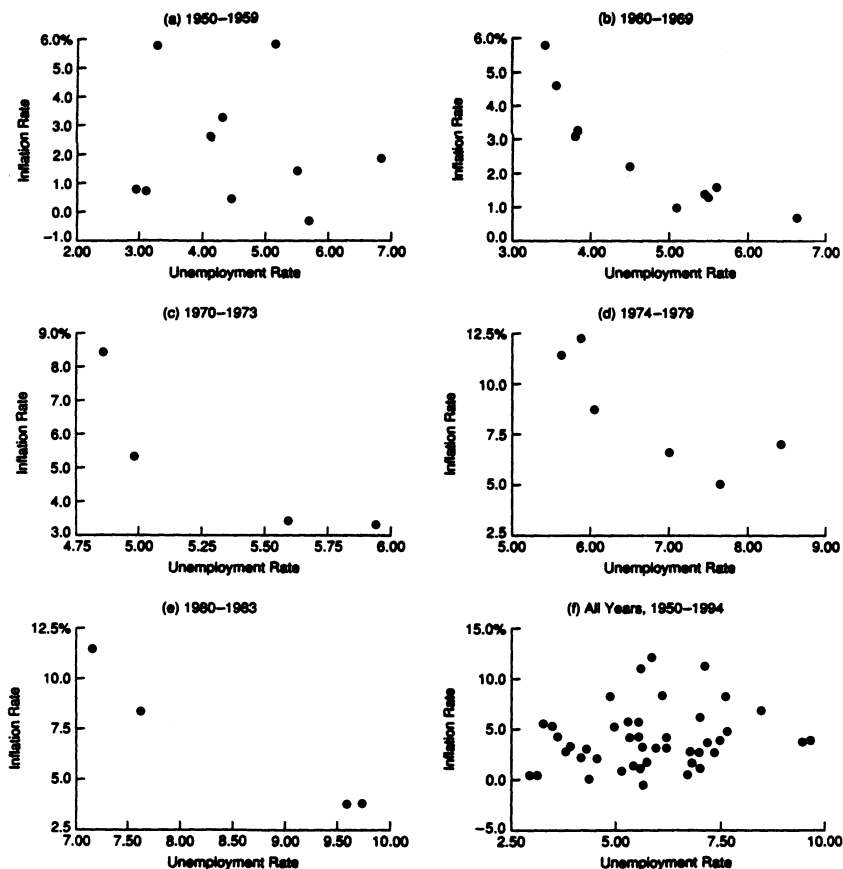 (a) 1950–1959
6.0%
5.0
4.0
3.0
2.0
1.0
0.0
−1.0
Inflation Rate
2.00 3.00 4.00 5.00 6.00 7.00
Unemployment Rate
(b) 1960–1969
6.0%
5.0
4.0
3.0
2.0
1.0
0.0
Inflation Rate
3.00 4.00 5.00 6.00 7.00
Unemployment Rate
(c) 1970–1973
9.0%
8.0
7.0
6.0
5.0
4.0
3.0
Inflation Rate
4.75 5.00 5.25 5.50 5.75 6.00
Unemployment Rate
(d) 1974–1979
12.5%
10.0
7.5
5.0
2.5
Inflation Rate
5.00 6.00 7.00 8.00 9.00
Unemployment Rate
(e) 1980–1983
12.5%
10.0
7.5
5.0
2.5
Inflation Rate
7.00 7.50 8.00 8.50 9.00 9.50 10.00
Unemployment Rate
(f) All Years, 1950–1994
15.0%
10.0
5.0
0.0
−5.0
Inflation Rate
2.50 5.00 7.50 10.00
Unemployment Rate